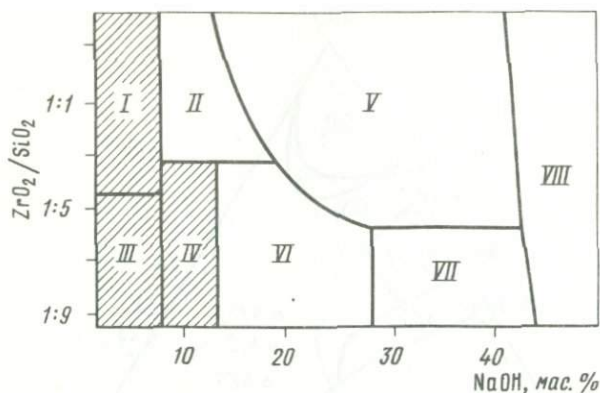 ZrO₂/SiO₂
1:1
1:5
1:9
I
II
V
VIII
III
IV
VI
VII
10
20
30
40
NaOH, мас. %